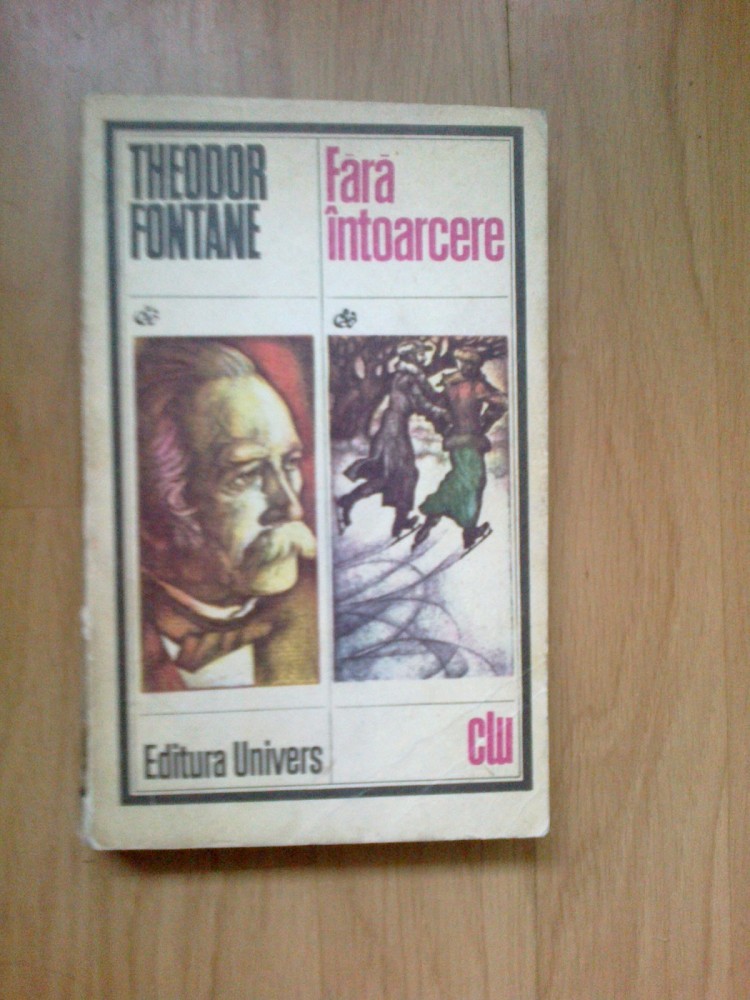 THEODOR
FONTANE
Fără
întoarcere
Editura Univers
clu